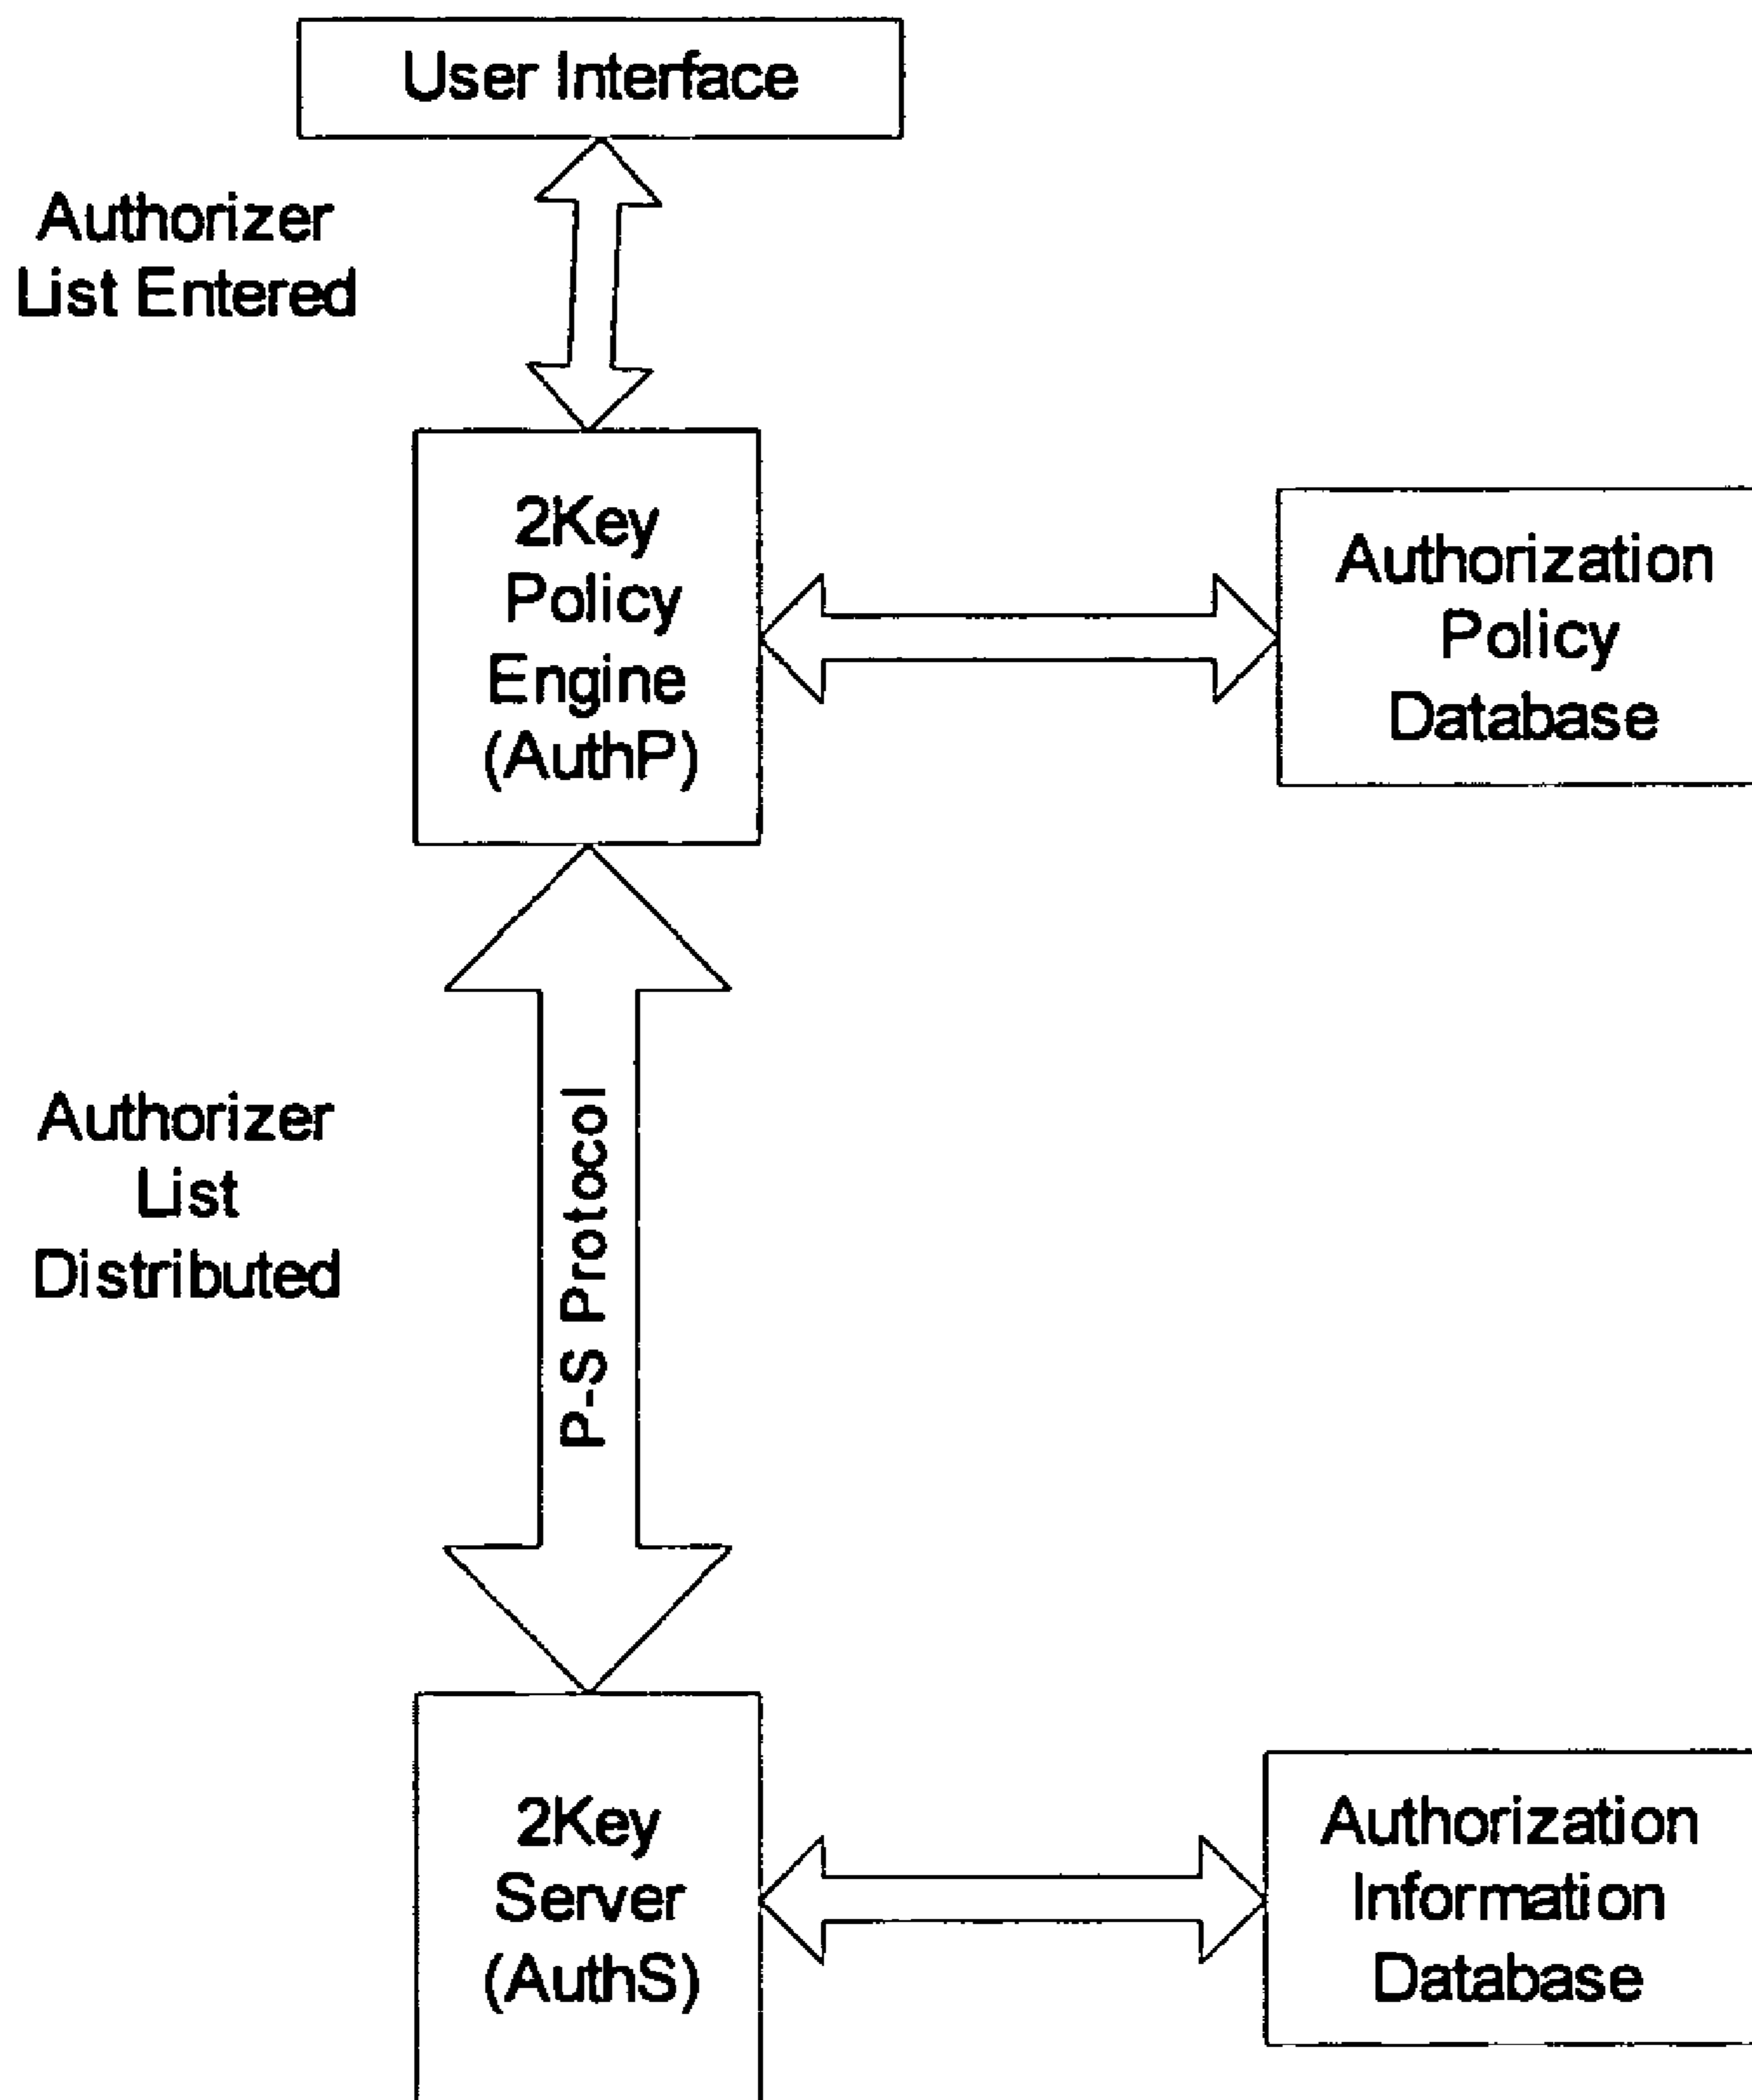 User Interface
Authorizer
List Entered
2Key
Policy
Engine
(AuthP)
Authorization
Policy
Database
Authorizer
List
Distributed
P-S Protocol
2Key
Server
(AuthS)
Authorization
Information
Database